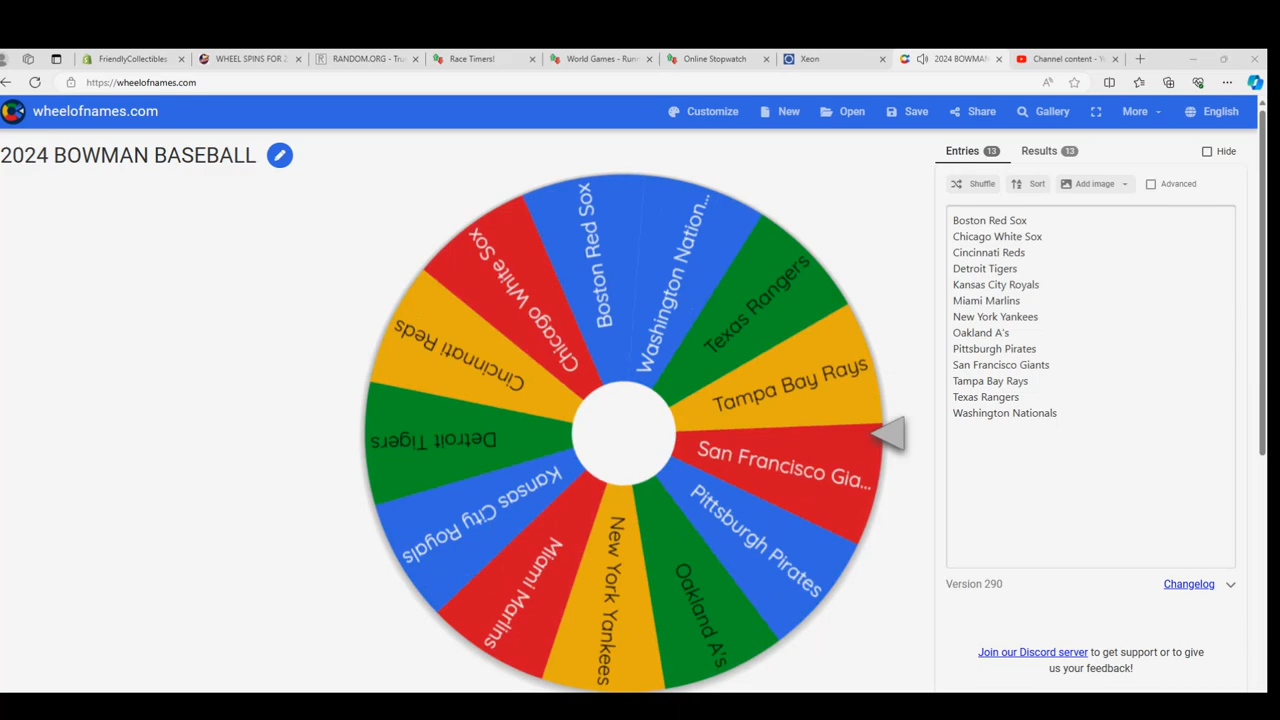 FriendlyCollectibles
WHEEL SPINS FOR 2
RANDOM.ORG - Tru
Race Timers!
World Games - Runn
Online Stopwatch
Xeon
2024 BOWMAN
Channel content - Y
https://wheelofnames.com
wheelofnames.com
Customize
New
Open
Save
Share
Gallery
More
English
2024 BOWMAN BASEBALL
Entries 13
Results 13
Hide
Shuffle
Sort
Add image
Advanced
Boston Red Sox
Chicago White Sox
Cincinnati Reds
Detroit Tigers
Kansas City Royals
Miami Marlins
New York Yankees
Oakland A's
Pittsburgh Pirates
San Francisco Giants
Tampa Bay Rays
Texas Rangers
Washington Nationals
Boston Red Sox
Washington Nation...
Texas Rangers
Tampa Bay Rays
San Francisco Gia...
Pittsburgh Pirates
Oakland A's
New York Yankees
Miami Marlins
Kansas City Royals
Detroit Tigers
Cincinnati Reds
Chicago White Sox
Version 290
Changelog
Join our Discord server to get support or to give
us your feedback!